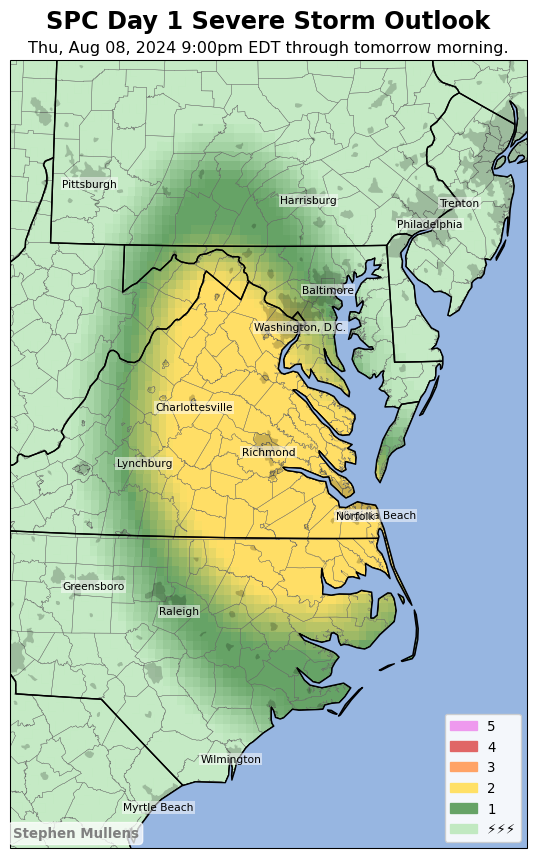 SPC Day 1 Severe Storm Outlook
Thu, Aug 08, 2024 9:00pm EDT through tomorrow morning.
Pittsburgh
Harrisburg
Trenton
Philadelphia
Baltimore
Washington, D.C.
Charlottesville
Richmond
Lynchburg
Norfolk
Beach
Greensboro
Raleigh
Wilmington
Myrtle Beach
5
4
3
2
1
⚡⚡⚡
Stephen Mullens